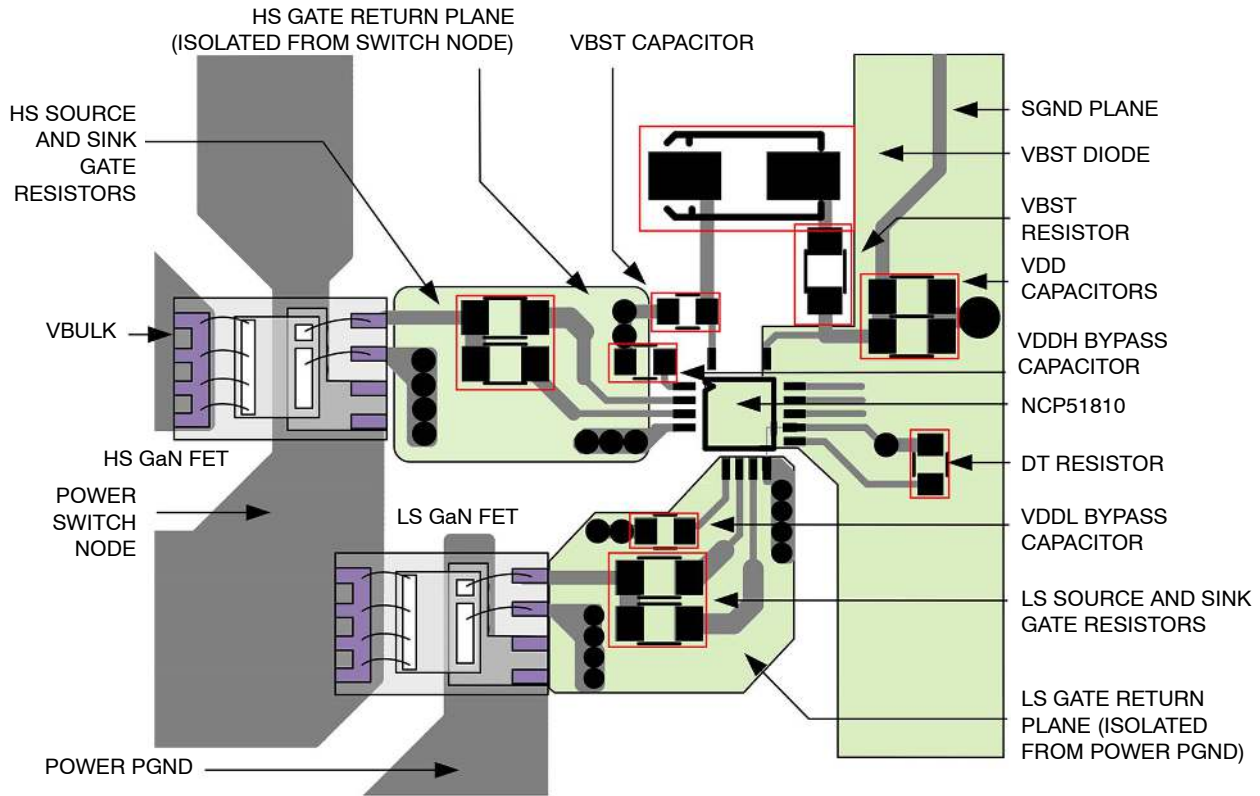 HS GATE RETURN PLANE
(ISOLATED FROM SWITCH NODE)
VBST CAPACITOR
HS SOURCE
AND SINK
GATE
RESISTORS
SGND PLANE
VBST DIODE
VBST
RESISTOR
VDD
CAPACITORS
VBULK
VDDH BYPASS
CAPACITOR
NCP51810
HS GaN FET
DT RESISTOR
POWER
SWITCH
NODE
LS GaN FET
VDDL BYPASS
CAPACITOR
LS SOURCE AND SINK
GATE RESISTORS
LS GATE RETURN
PLANE (ISOLATED
FROM POWER PGND)
POWER PGND